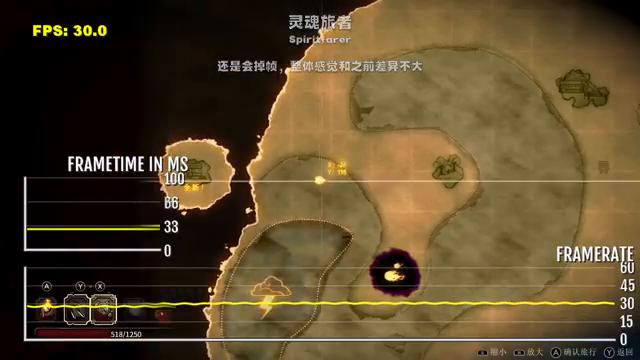 灵魂旅者
FPS: 30.0
Spiritfarer
还是会掉帧，整体感觉和之前差异不大
FRAMETIME IN MS
100
66
33
0
FRAMERATE
60
45
30
15
0
A Y X
518/1250
缩小 放大 A 确认旅行 Y 返回